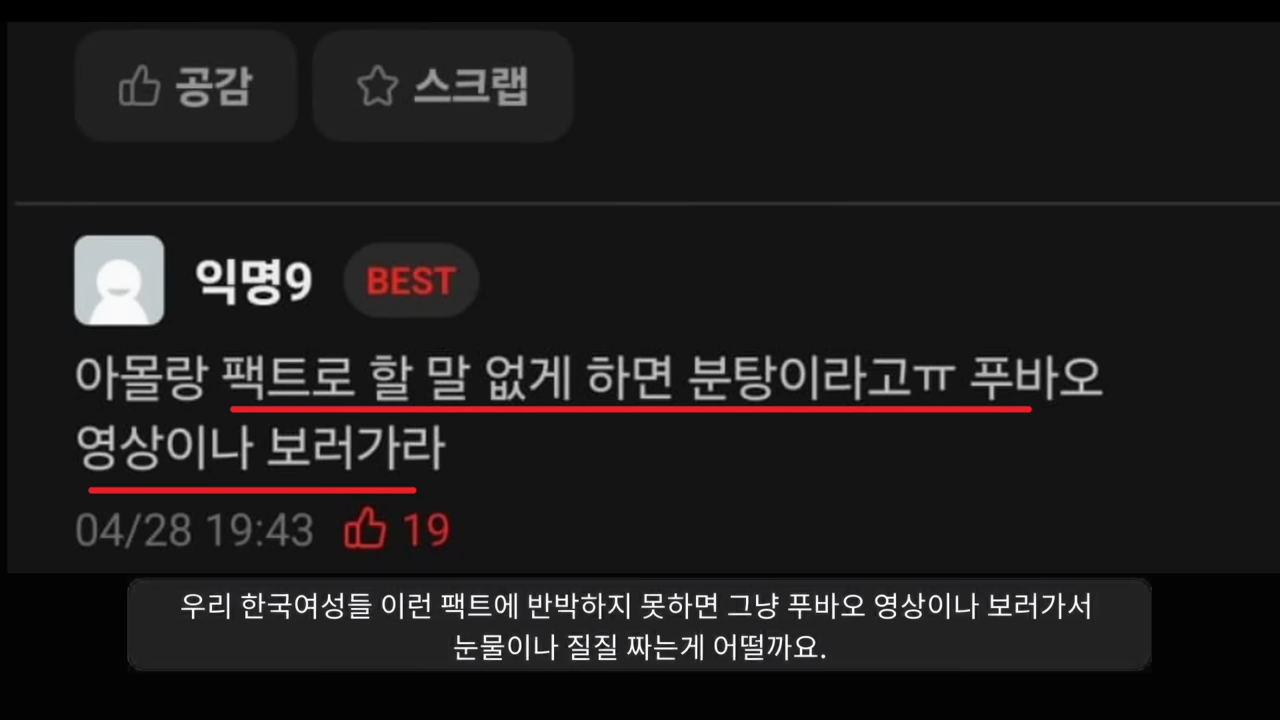 공감 스크랩
익명9 BEST
아몰랑 팩트로 할 말 없게 하면 분탕이라고ㅠ 푸바오
영상이나 보러가라
04/28 19:43 19
우리 한국여성들 이런 팩트에 반박하지 못하면 그냥 푸바오 영상이나 보러가서
눈물이나 질질 짜는게 어떨까요.